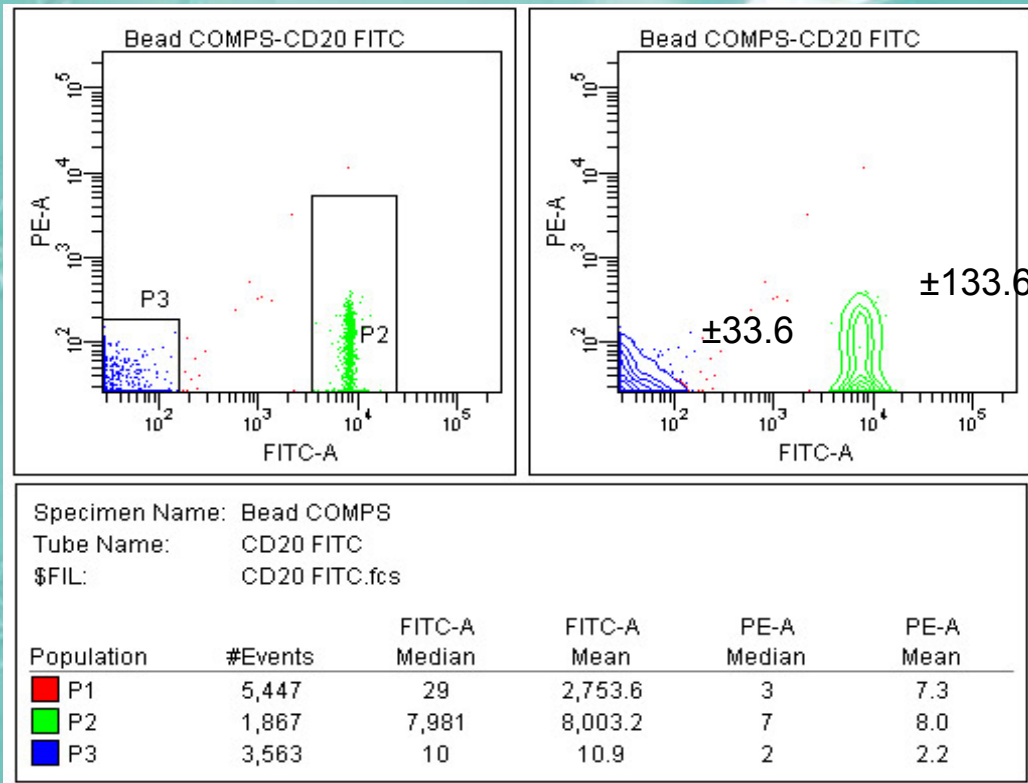 Bead COMPS-CD20 FITC
PE-A
10^5
10^4
10^3
10^2
P3
P2
10^2 10^3 10^4 10^5
FITC-A
Bead COMPS-CD20 FITC
PE-A
10^5
10^4
10^3
10^2
±33.6
±133.6
10^2 10^3 10^4 10^5
FITC-A
Specimen Name: Bead COMPS
Tube Name: CD20 FITC
$FIL: CD20 FITC.fcs
FITC-A FITC-A PE-A PE-A
Population #Events Median Mean Median Mean
P1 5,447 29 2,753.6 3 7.3
P2 1,867 7,981 8,003.2 7 8.0
P3 3,563 10 10.9 2 2.2